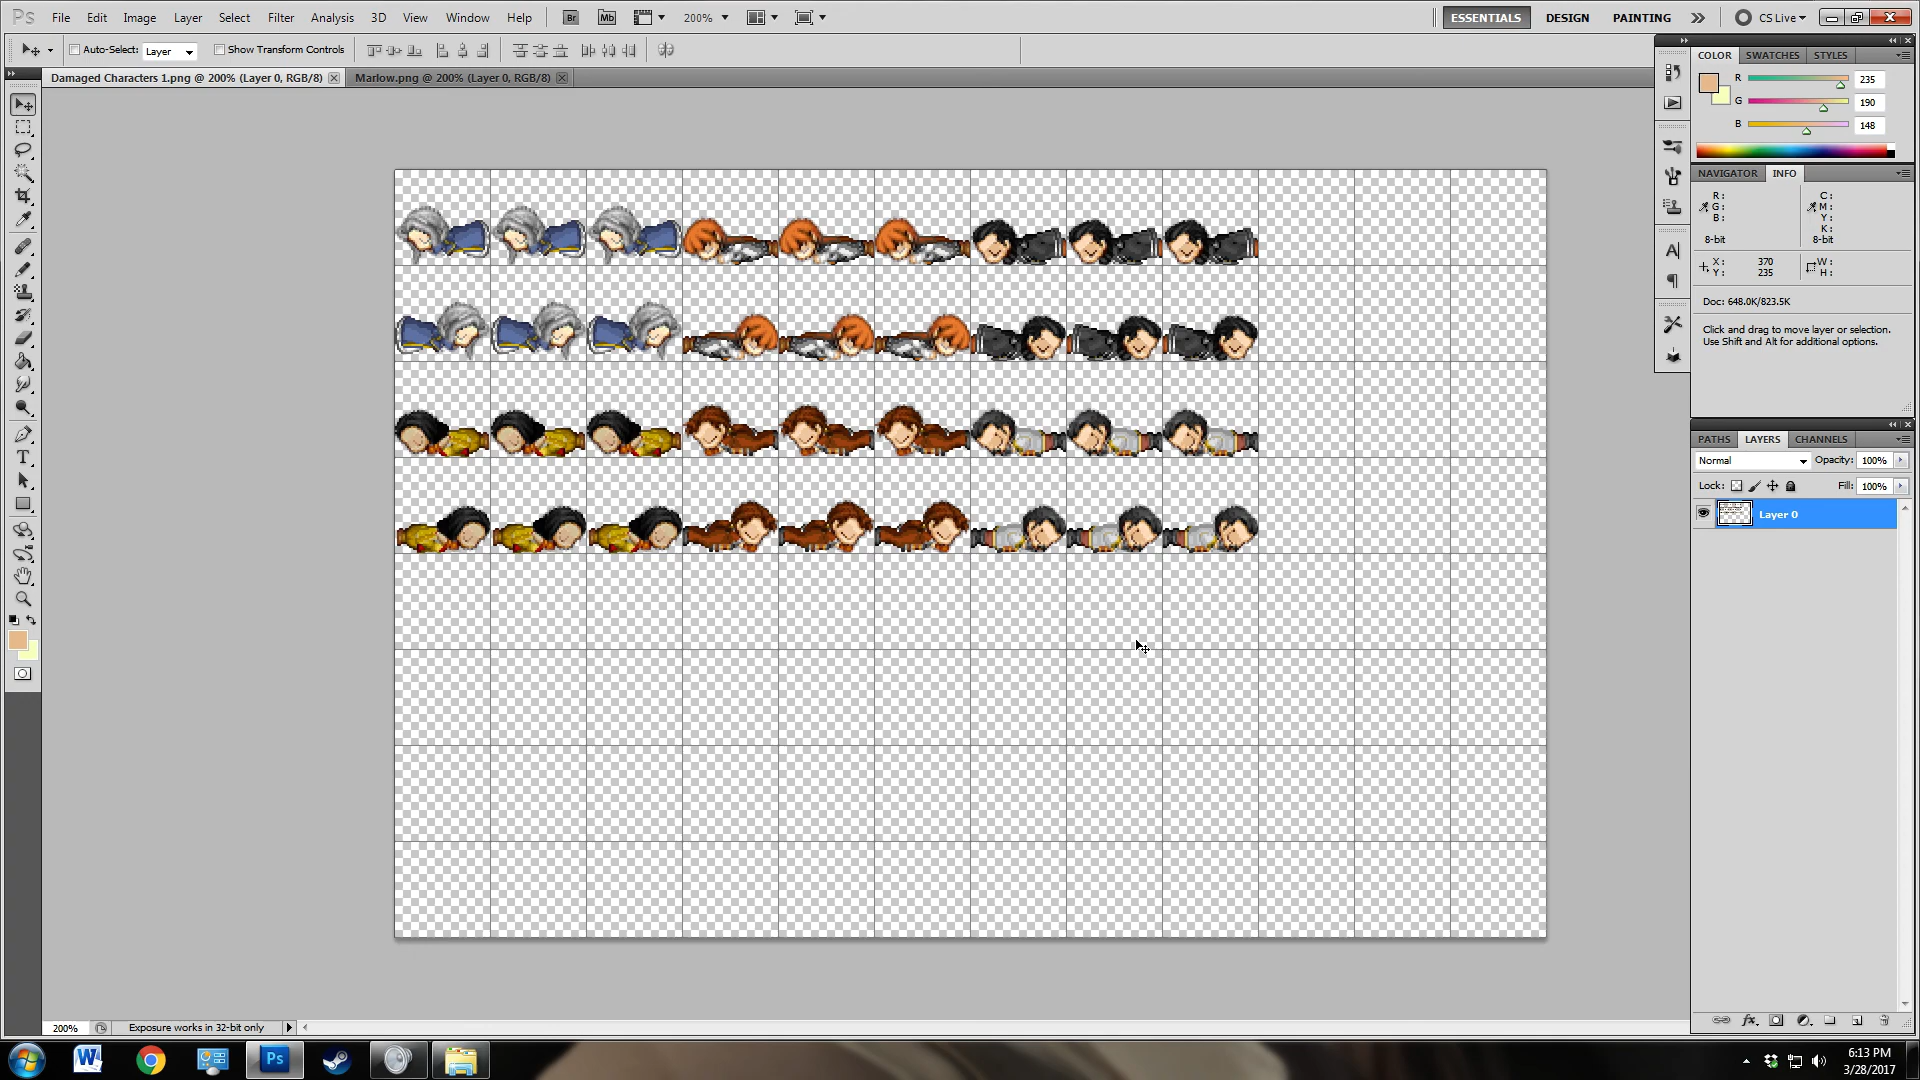 Ps File Edit Image Layer Select Filter Analysis 3D View Window Help Br Mb 200% ESSENTIALS DESIGN PAINTING CS Live
Auto-Select: Layer Show Transform Controls
Damaged Characters 1.png @ 200% (Layer 0, RGB/8) Marlow.png @ 200% (Layer 0, RGB/8)
COLOR SWATCHES STYLES
R 235
G 190
B 148
NAVIGATOR INFO
R: C:
G: M:
B: Y:
K:
8-bit 8-bit
X: 370 W:
Y: 235 H:
Doc: 648.0K/823.5K
Click and drag to move layer or selection.
Use Shift and Alt for additional options.
PATHS LAYERS CHANNELS
Normal Opacity: 100%
Lock: Fill: 100%
Layer 0
200% Exposure works in 32-bit only
Ps
6:13 PM
3/28/2017